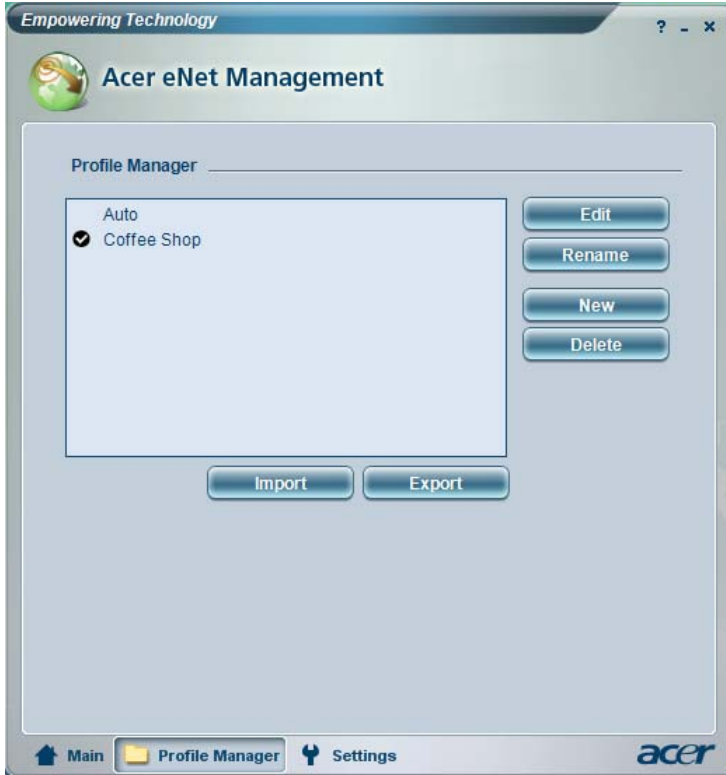 Empowering Technology
? - ×
Acer eNet Management
Profile Manager
Auto
Coffee Shop
Edit
Rename
New
Delete
Import
Export
Main
Profile Manager
Settings
acer